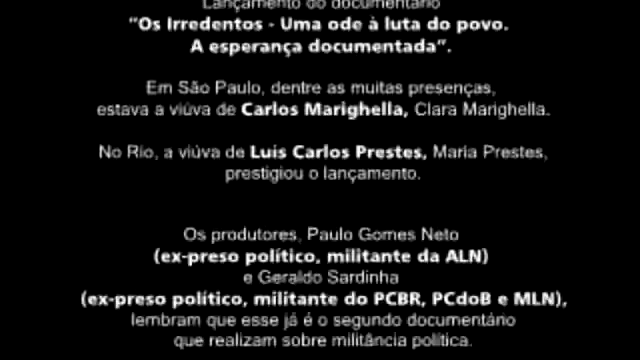 Lançamento do documentário
"Os Irredentos - Uma ode à luta do povo.
A esperança documentada".
Em São Paulo, dentre as muitas presenças,
estava a viúva de Carlos Marighella, Clara Marighella.
No Rio, a viúva de Luis Carlos Prestes, Maria Prestes,
prestigiou o lançamento.
Os produtores, Paulo Gomes Neto
(ex-preso político, militante da ALN)
e Geraldo Sardinha
(ex-preso político, militante do PCBR, PCdoB e MLN),
lembram que esse já é o segundo documentário
que realizam sobre militância política.